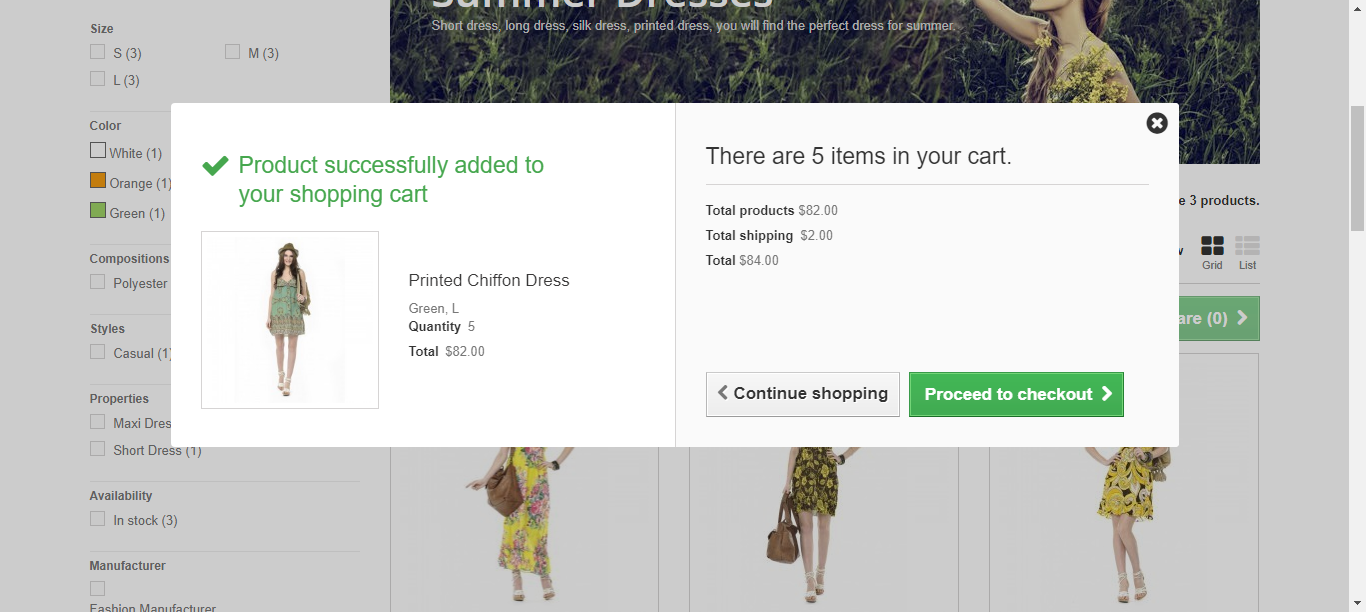 Summer Dresses
Short dress, long dress, silk dress, printed dress, you will find the perfect dress for summer.
Size
S (3)
M (3)
L (3)
Color
White (1)
Orange (1)
Green (1)
Compositions
Polyester
Styles
Casual (1)
Properties
Maxi Dres
Short Dress (1)
Availability
In stock (3)
Manufacturer
Fashion Manufacturer
Product successfully added to
your shopping cart
Printed Chiffon Dress
Green, L
Quantity 5
Total $82.00
There are 5 items in your cart.
Total products $82.00
Total shipping $2.00
Total $84.00
Continue shopping
Proceed to checkout
e 3 products.
Grid
List
are (0)